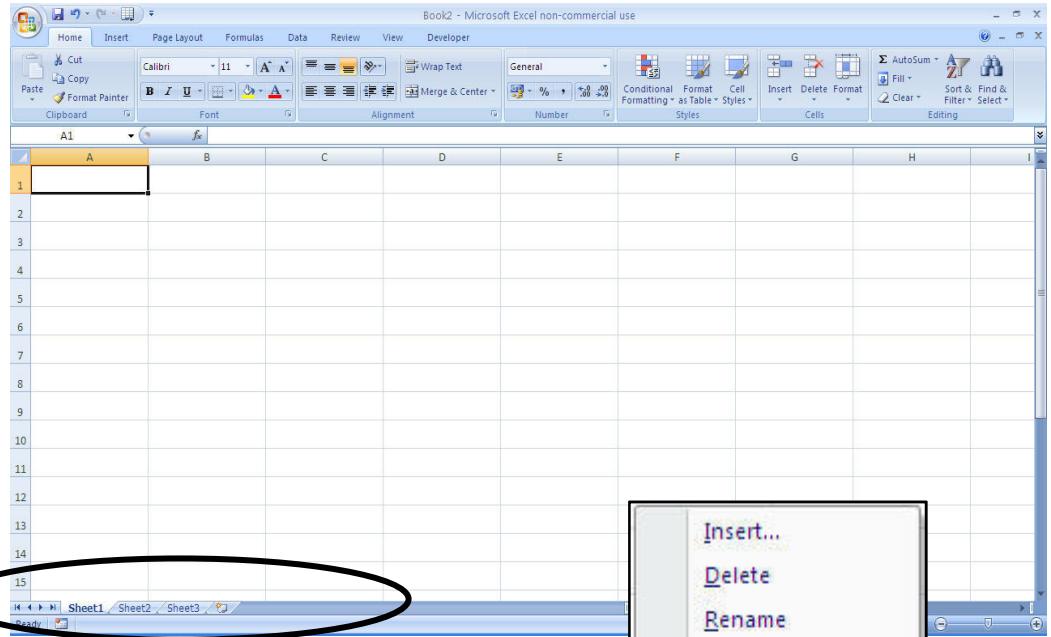 Book2 - Microsoft Excel non-commercial use
Home Insert Page Layout Formulas Data Review View Developer
Cut
Copy
Format Painter
Paste
Clipboard
Calibri 11
B I U
Font
Wrap Text
Merge & Center
Alignment
General
% ,
Number
Conditional Formatting
Format as Table
Cell Styles
Styles
Insert Delete Format
Cells
Σ AutoSum
Fill
Clear
Sort & Filter
Find & Select
Editing
A1 fx
A B C D E F G H I
1
2
3
4
5
6
7
8
9
10
11
12
13
14
15
Insert...
Delete
Rename
Sheet1 Sheet2 Sheet3
Ready